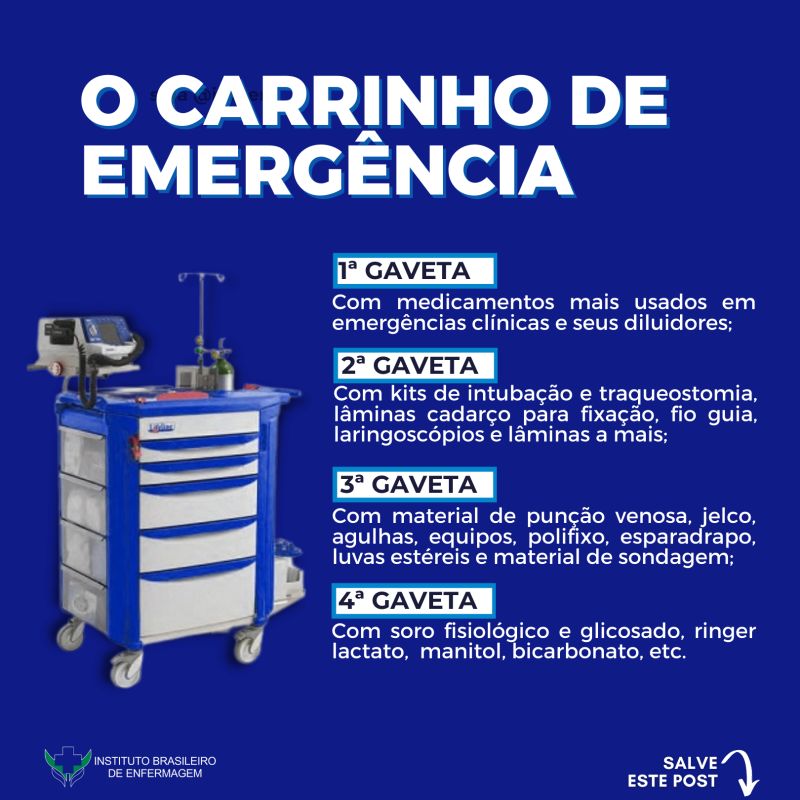 O CARRINHO DE
EMERGÊNCIA
1ª GAVETA
Com medicamentos mais usados em
emergências clínicas e seus diluidores;
2ª GAVETA
Com kits de intubação e traqueostomia,
lâminas cadarço para fixação, fio guia,
laringoscópios e lâminas a mais;
3ª GAVETA
Com material de punção venosa, jelco,
agulhas, equipos, polifixo, esparadrapo,
luvas estéreis e material de sondagem;
4ª GAVETA
Com soro fisiológico e glicosado, ringer
lactato, manitol, bicarbonato, etc.
INSTITUTO BRASILEIRO
DE ENFERMAGEM
SALVE
ESTE POST